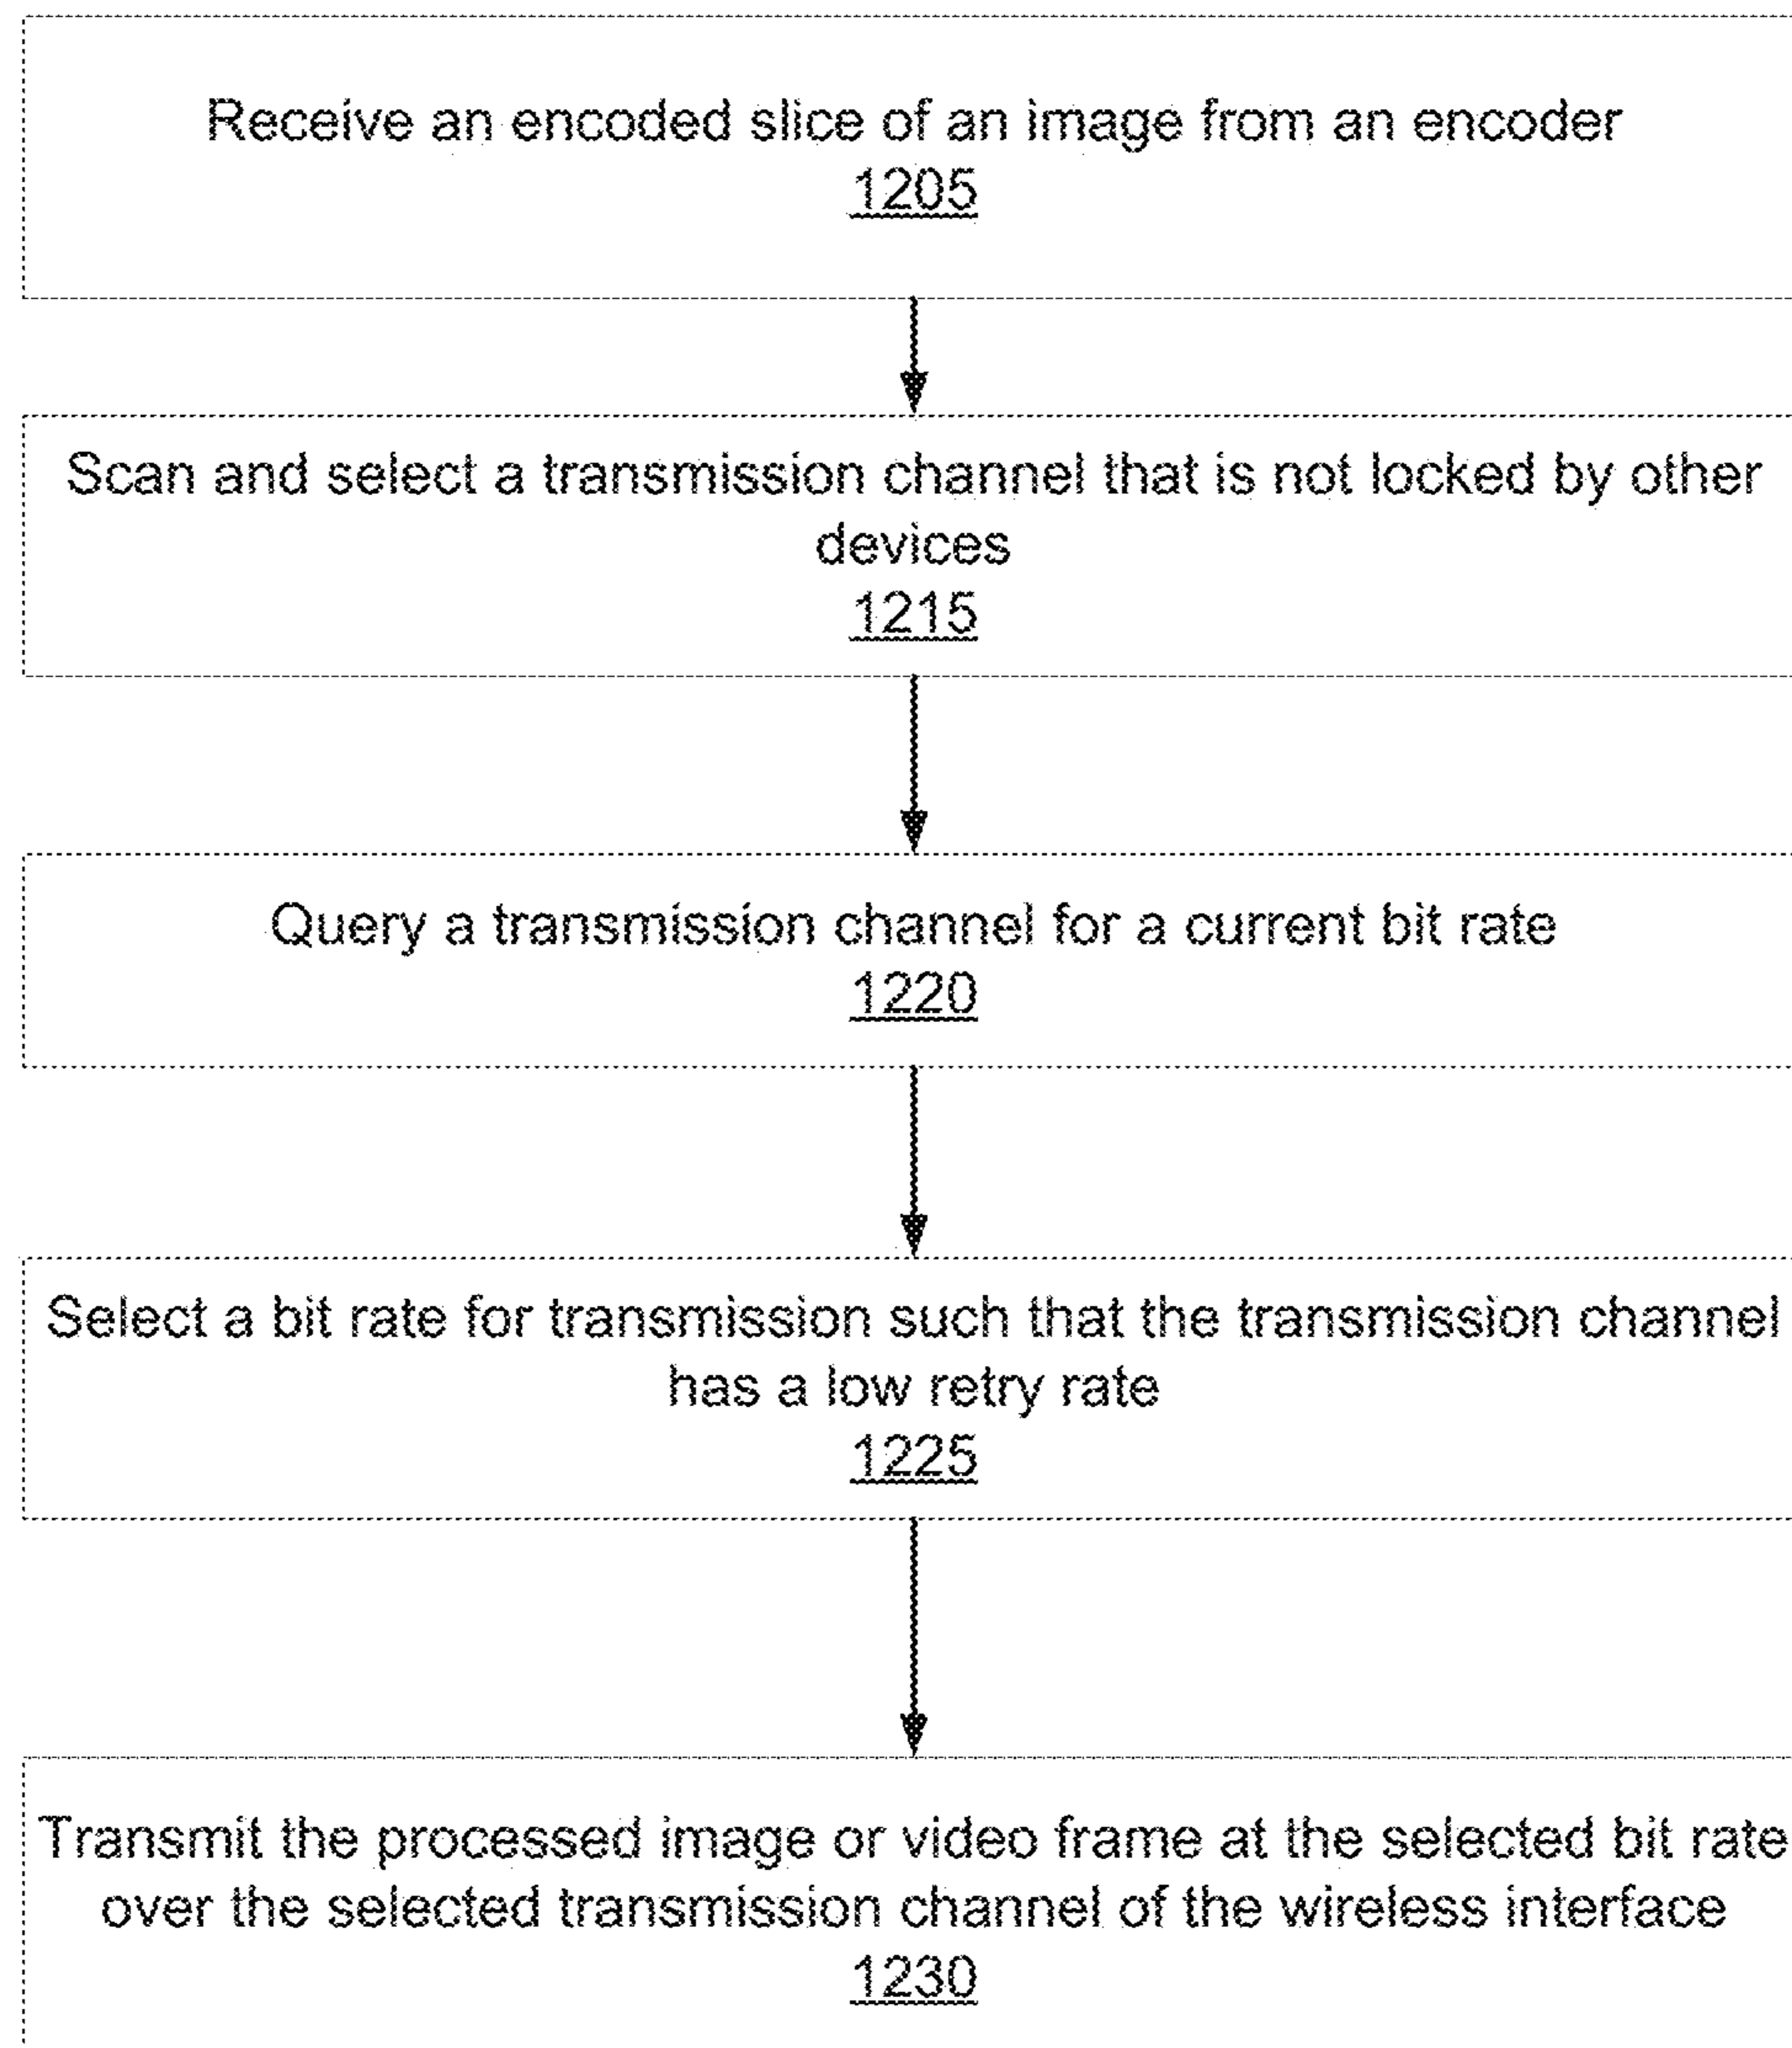 Receive an encoded slice of an image from an encoder
1205
Scan and select a transmission channel that is not locked by other
devices
1215
Query a transmission channel for a current bit rate
1220
Select a bit rate for transmission such that the transmission channel
has a low retry rate
1225
Transmit the processed image or video frame at the selected bit rate
over the selected transmission channel of the wireless interface
1230